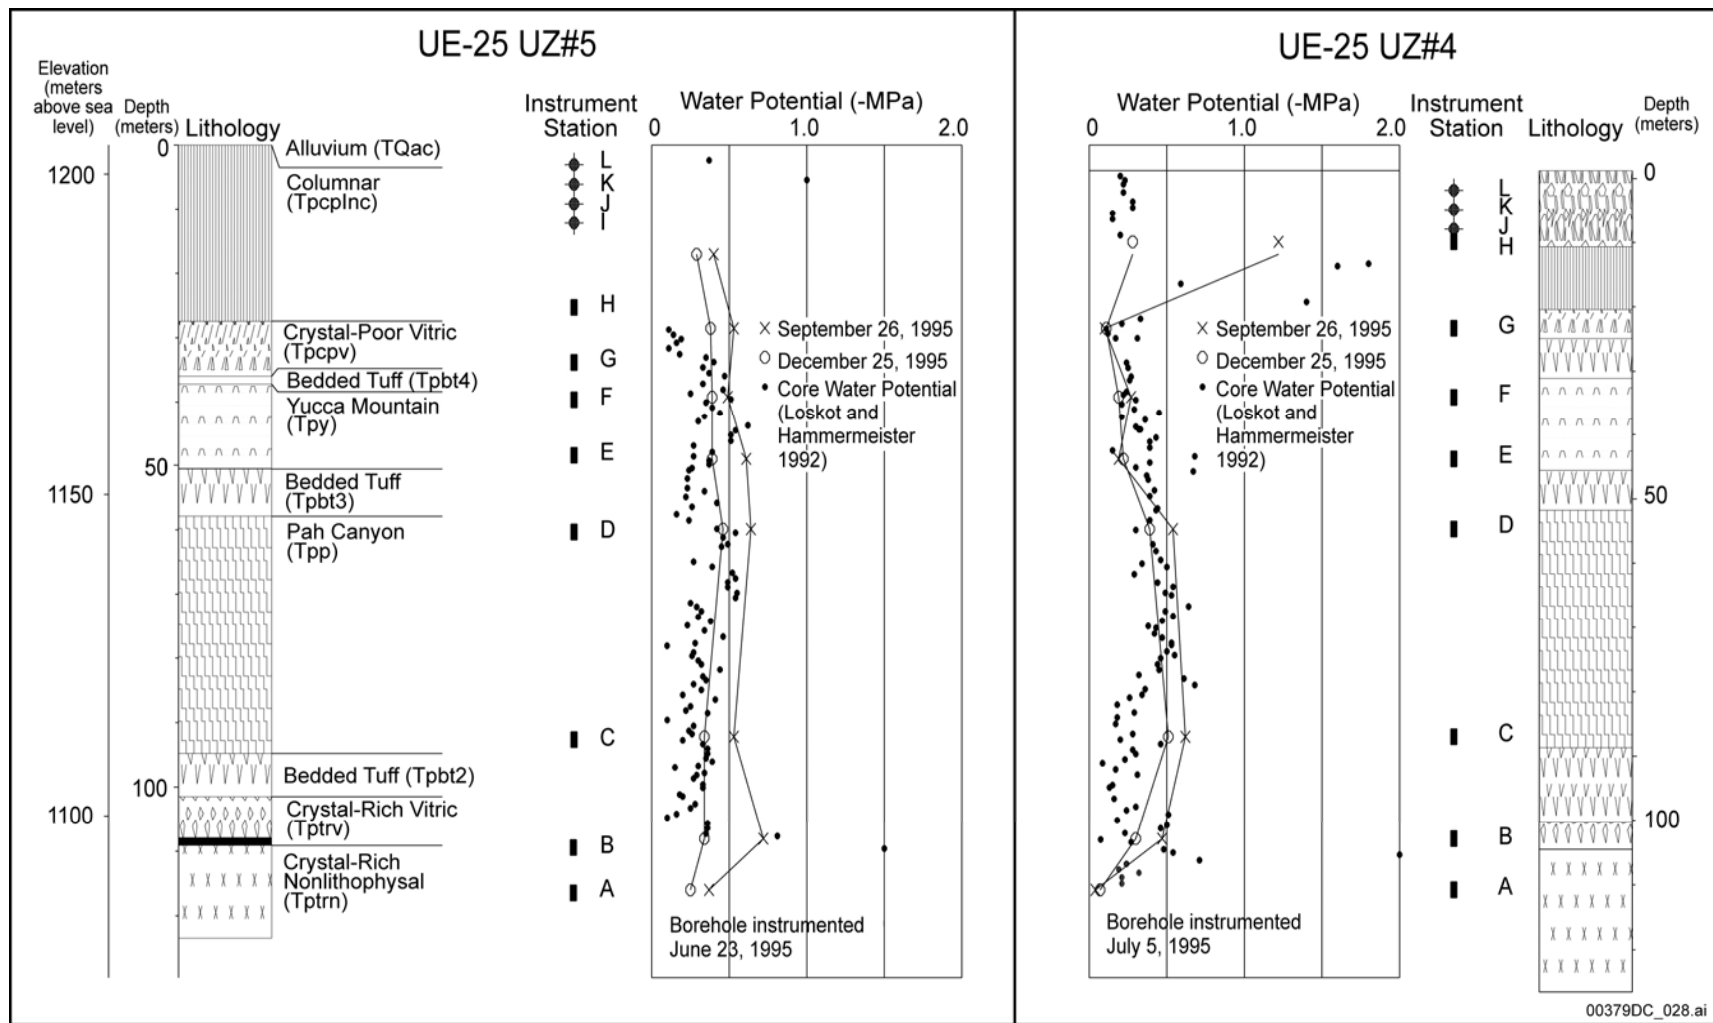 UE-25 UZ#5
Elevation
(meters
above sea
level)
Depth
(meters)
Lithology
Instrument
Station
Water Potential (-MPa)
0
1.0
2.0
0
50
100
1200
1150
1100
Alluvium (TQac)
Columnar
(Tpcplnc)
Crystal-Poor Vitric
(Tpcpv)
Bedded Tuff (Tpbt4)
Yucca Mountain
(Tpy)
Bedded Tuff
(Tpbt3)
Pah Canyon
(Tpp)
Bedded Tuff (Tpbt2)
Crystal-Rich Vitric
(Tptrv)
Crystal-Rich
Nonlithophysal
(Tptrn)
L
K
J
I
H
G
F
E
D
C
B
A
September 26, 1995
December 25, 1995
Core Water Potential
(Loskot and
Hammermeister
1992)
Borehole instrumented
June 23, 1995
UE-25 UZ#4
Water Potential (-MPa)
0
1.0
2.0
Instrument
Station
Lithology
Depth
(meters)
September 26, 1995
December 25, 1995
Core Water Potential
(Loskot and
Hammermeister
1992)
Borehole instrumented
July 5, 1995
L
K
J
H
G
F
E
D
C
B
A
0
50
100
00379DC_028.ai